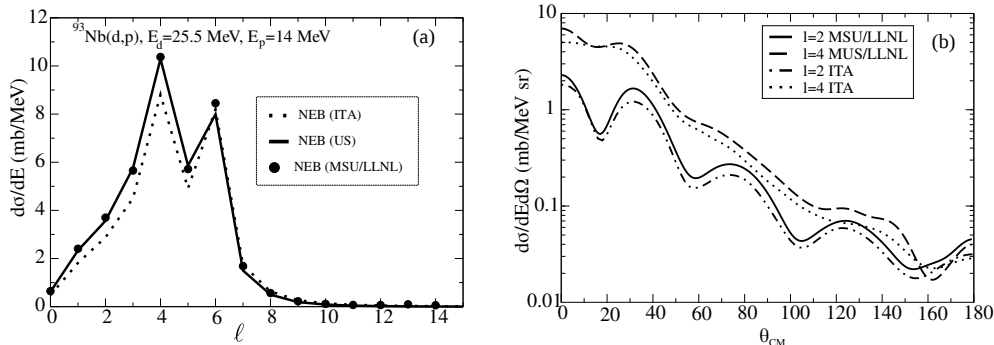 ⁹³Nb(d,p), E_d=25.5 MeV, E_p=14 MeV
(a)
dσ/dE (mb/MeV)
12
10
8
6
4
2
0
NEB (ITA)
NEB (US)
NEB (MSU/LLNL)
0 2 4 6 8 10 12 14
ℓ
(b)
dσ/dEdΩ (mb/MeV sr)
10
1
0.1
0.01
l=2 MSU/LLNL
l=4 MUS/LLNL
l=2 ITA
l=4 ITA
0 20 40 60 80 100 120 140 160 180
θ_CM